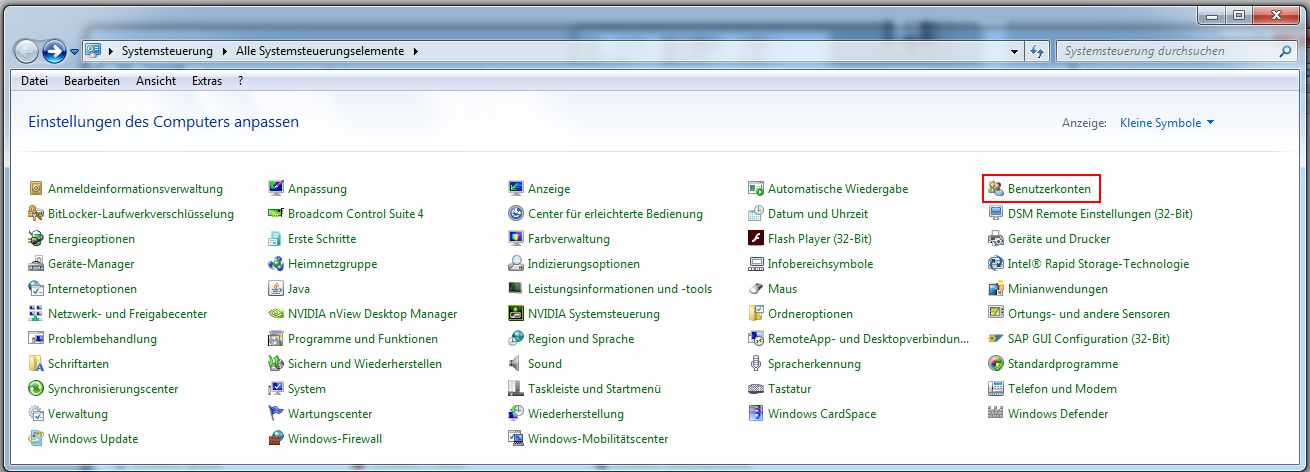 Systemsteuerung Alle Systemsteuerungselemente Systemsteuerung durchsuchen
Datei Bearbeiten Ansicht Extras ?
Einstellungen des Computers anpassen
Anzeige: Kleine Symbole
Anmeldeinformationsverwaltung Anpassung Anzeige Automatische Wiedergabe Benutzerkonten
BitLocker-Laufwerkverschlüsselung Broadcom Control Suite 4 Center für erleichterte Bedienung Datum und Uhrzeit DSM Remote Einstellungen (32-Bit)
Energieoptionen Erste Schritte Farbverwaltung Flash Player (32-Bit) Geräte und Drucker
Geräte-Manager Heimnetzgruppe Indizierungsoptionen Infobereichsymbole Intel® Rapid Storage-Technologie
Internetoptionen Java Leistungsinformationen und -tools Maus Minianwendungen
Netzwerk- und Freigabecenter NVIDIA nView Desktop Manager NVIDIA Systemsteuerung Ordneroptionen Ortungs- und andere Sensoren
Problembehandlung Programme und Funktionen Region und Sprache RemoteApp- und Desktopverbindun... SAP GUI Configuration (32-Bit)
Schriftarten Sichern und Wiederherstellen Sound Spracherkennung Standardprogramme
Synchronisierungscenter System Taskleiste und Startmenü Tastatur Telefon und Modem
Verwaltung Wartungscenter Wiederherstellung Windows CardSpace Windows Defender
Windows Update Windows-Firewall Windows-Mobilitätscenter